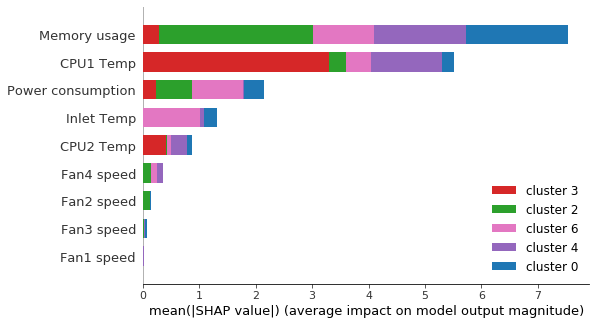 Memory usage
CPU1 Temp
Power consumption
Inlet Temp
CPU2 Temp
Fan4 speed
Fan2 speed
Fan3 speed
Fan1 speed
cluster 3
cluster 2
cluster 6
cluster 4
cluster 0
0 1 2 3 4 5 6 7
mean(|SHAP value|) (average impact on model output magnitude)